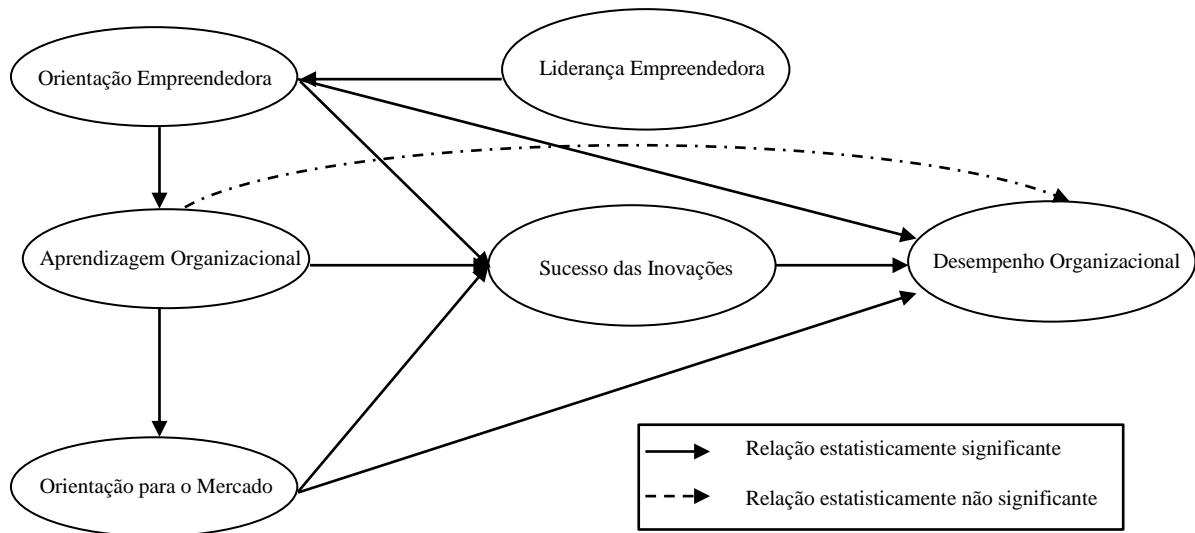 Orientação Empreendedora
Liderança Empreendedora
Aprendizagem Organizacional
Sucesso das Inovações
Desempenho Organizacional
Orientação para o Mercado
Relação estatisticamente significante
Relação estatisticamente não significante